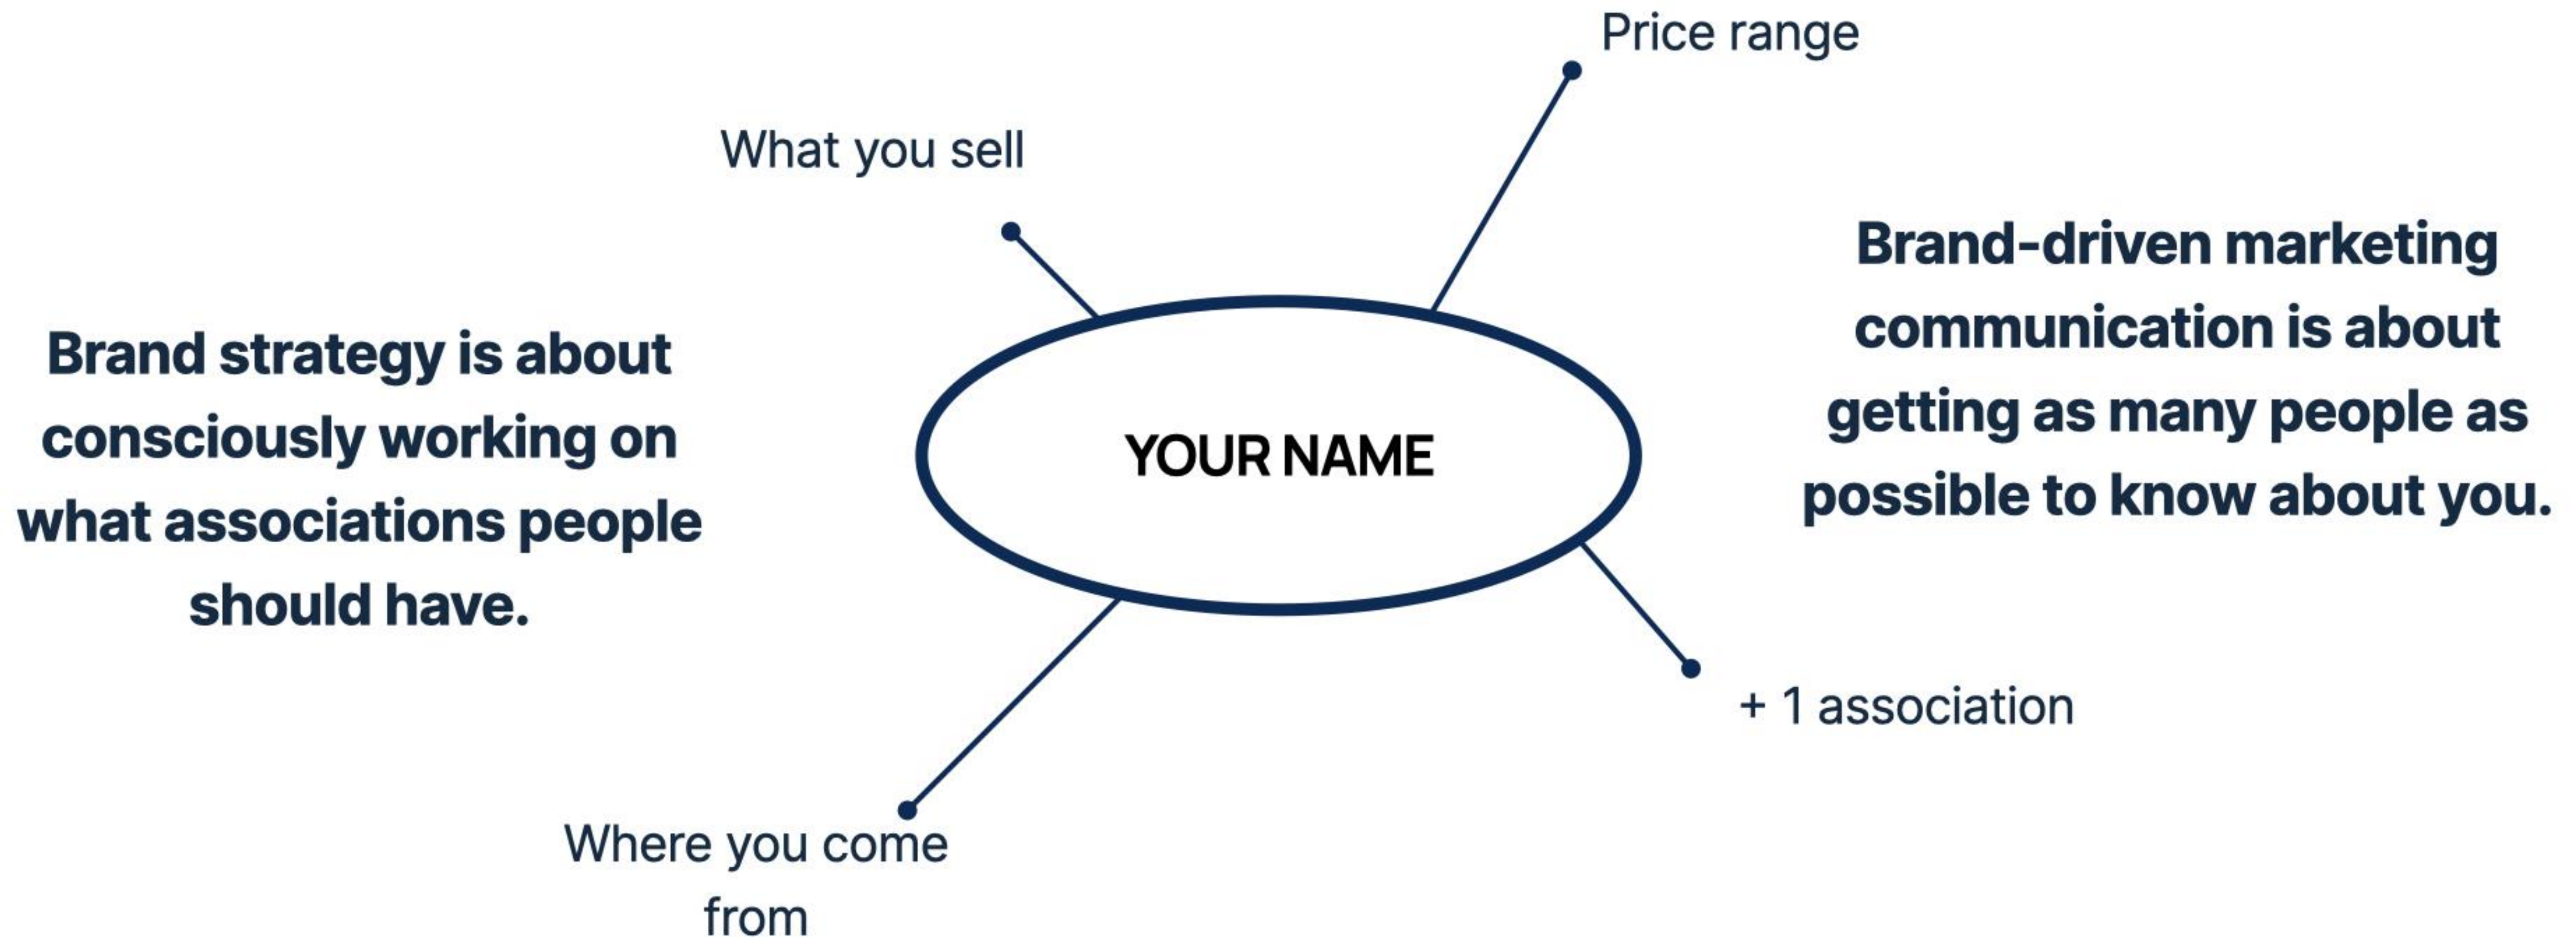 Price range
What you sell
Brand strategy is about
consciously working on
what associations people
should have.
YOUR NAME
Brand-driven marketing
communication is about
getting as many people as
possible to know about you.
+ 1 association
Where you come
from